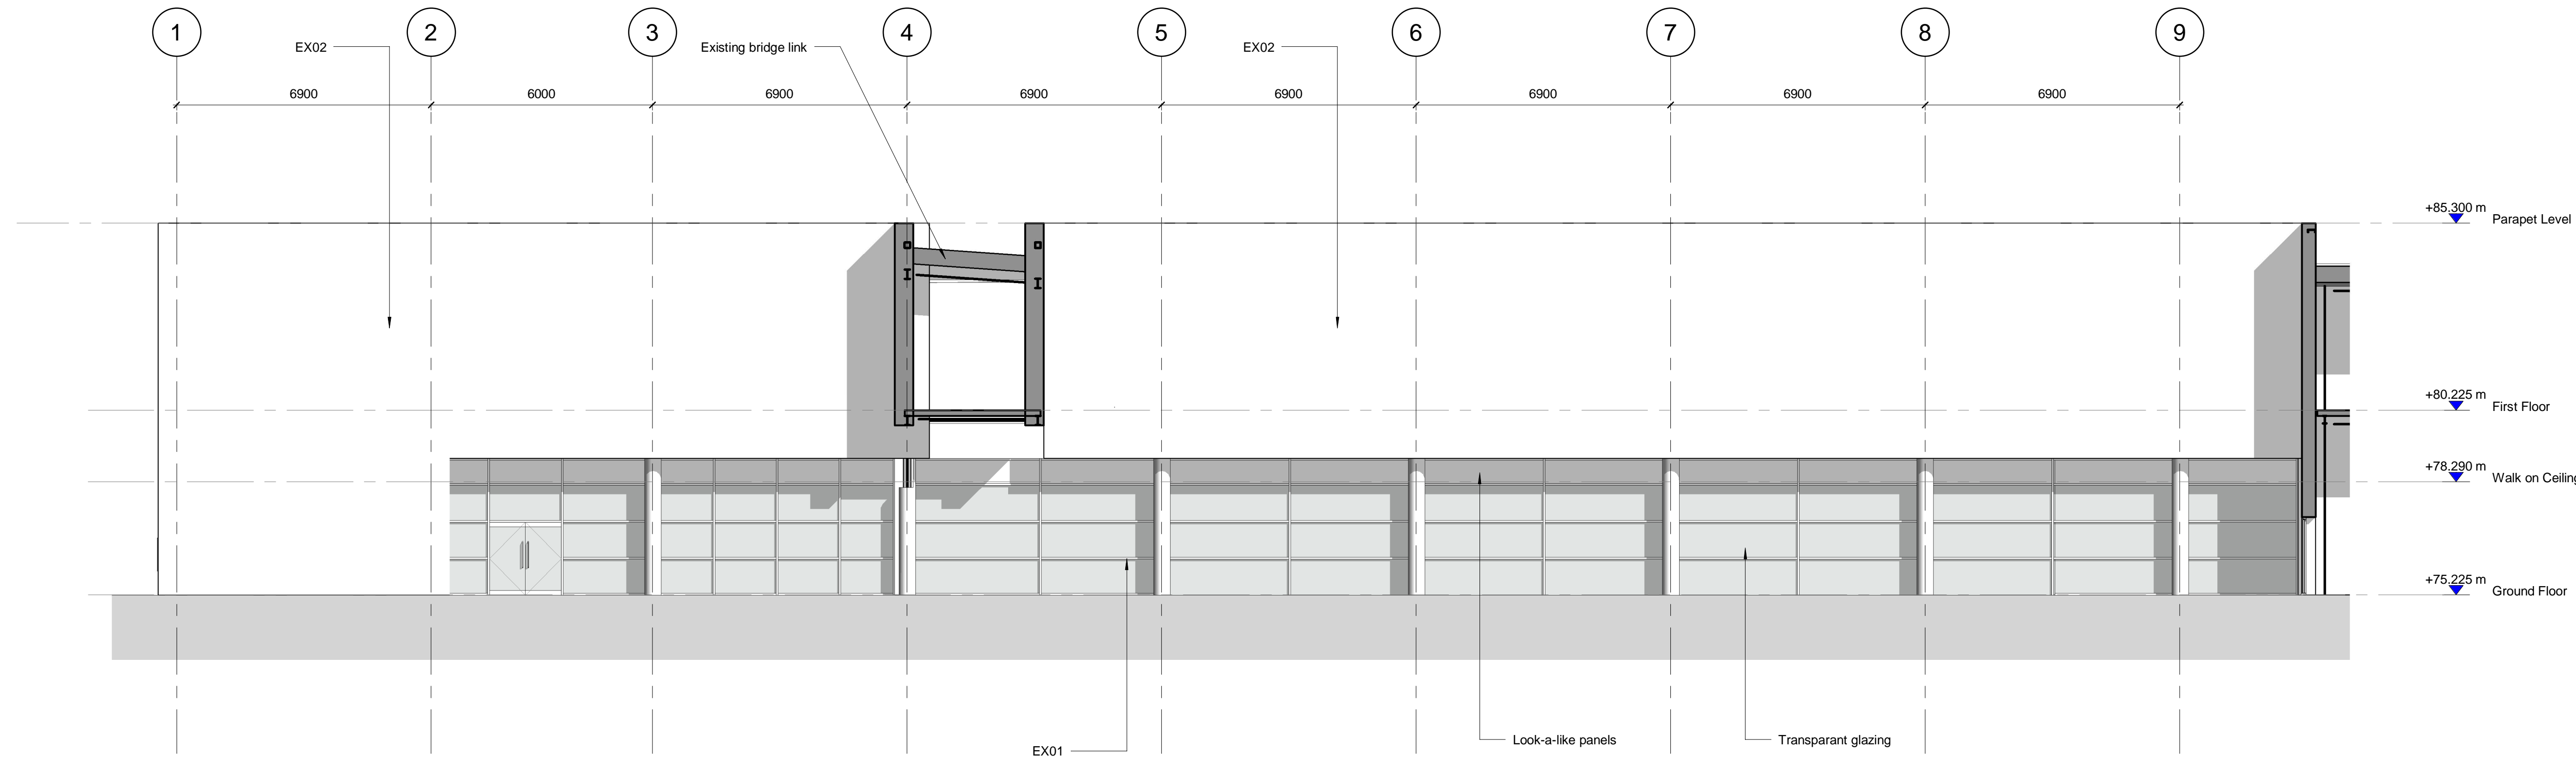 1 2 3 4 5 6 7 8 9
EX02 Existing bridge link EX02
6900 6000 6900 6900 6900 6900 6900 6900
+85.300 m Parapet Level
+80.225 m First Floor
+78.290 m Walk on Ceiling
+75.225 m Ground Floor
EX01 Look-a-like panels Transparant glazing